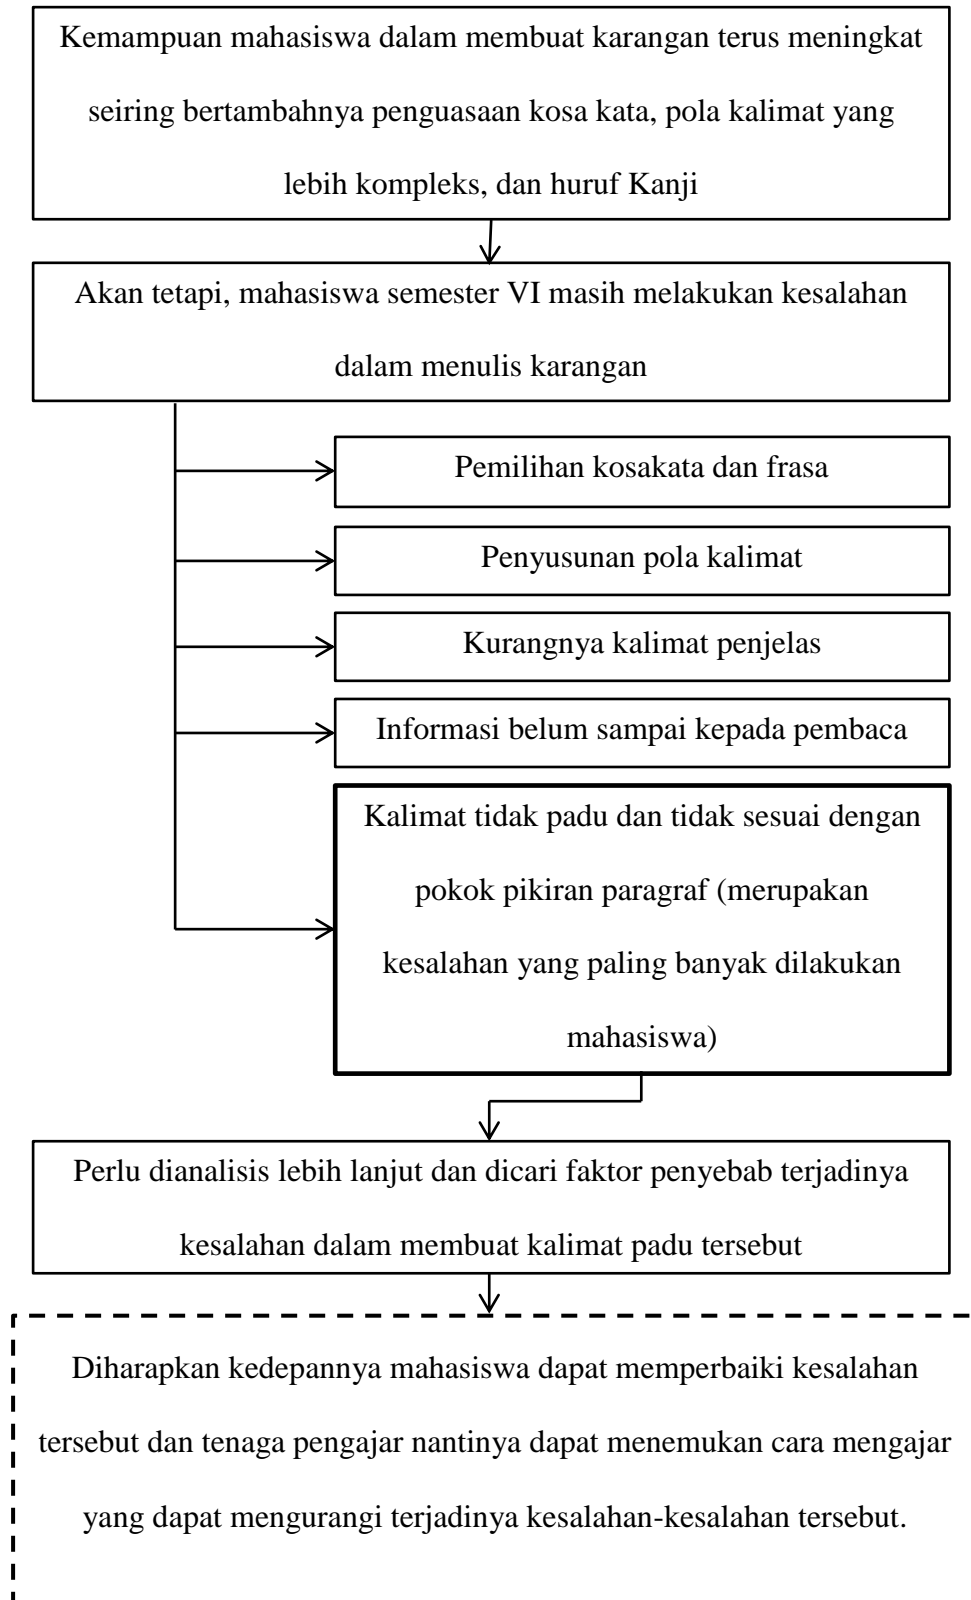 Kemampuan mahasiswa dalam membuat karangan terus meningkat
seiring bertambahnya penguasaan kosa kata, pola kalimat yang
lebih kompleks, dan huruf Kanji
Akan tetapi, mahasiswa semester VI masih melakukan kesalahan
dalam menulis karangan
Pemilihan kosakata dan frasa
Penyusunan pola kalimat
Kurangnya kalimat penjelas
Informasi belum sampai kepada pembaca
Kalimat tidak padu dan tidak sesuai dengan
pokok pikiran paragraf (merupakan
kesalahan yang paling banyak dilakukan
mahasiswa)
Perlu dianalisis lebih lanjut dan dicari faktor penyebab terjadinya
kesalahan dalam membuat kalimat padu tersebut
Diharapkan kedepannya mahasiswa dapat memperbaiki kesalahan
tersebut dan tenaga pengajar nantinya dapat menemukan cara mengajar
yang dapat mengurangi terjadinya kesalahan-kesalahan tersebut.